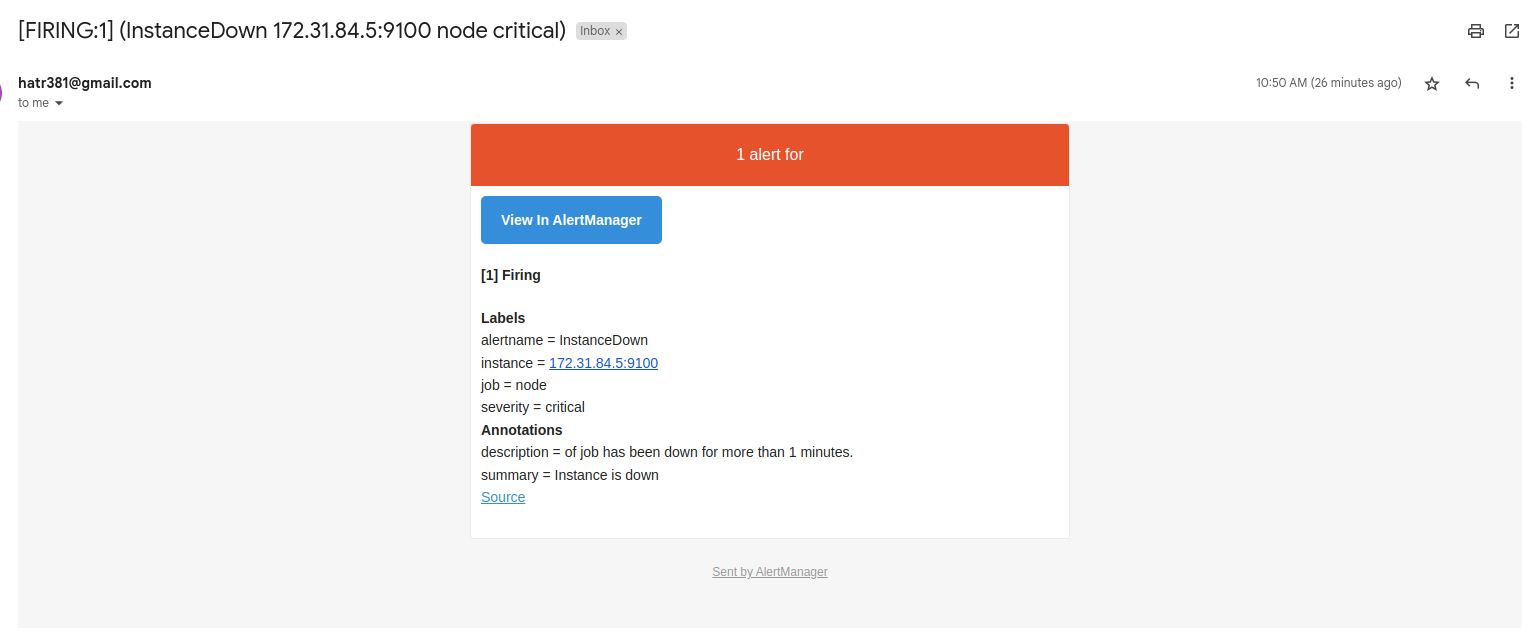 [FIRING:1] (InstanceDown 172.31.84.5:9100 node critical) Inbox ×
hatr381@gmail.com 10:50 AM (26 minutes ago)
to me
1 alert for
View In AlertManager
[1] Firing
Labels
alertname = InstanceDown
instance = 172.31.84.5:9100
job = node
severity = critical
Annotations
description = of job has been down for more than 1 minutes.
summary = Instance is down
Source
Sent by AlertManager